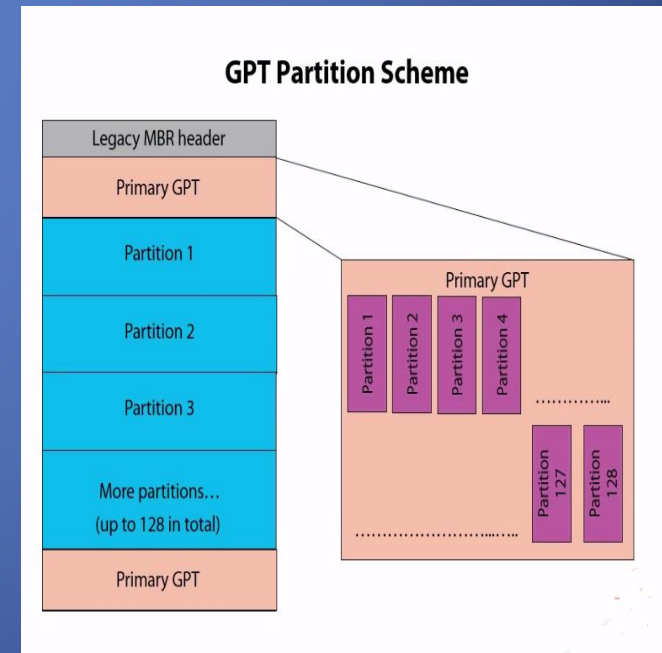 GPT Partition Scheme
Legacy MBR header
Primary GPT
Partition 1
Partition 2
Partition 3
More partitions...
(up to 128 in total)
Primary GPT
Primary GPT
Partition 1
Partition 2
Partition 3
Partition 4
Partition
127
Partition
128